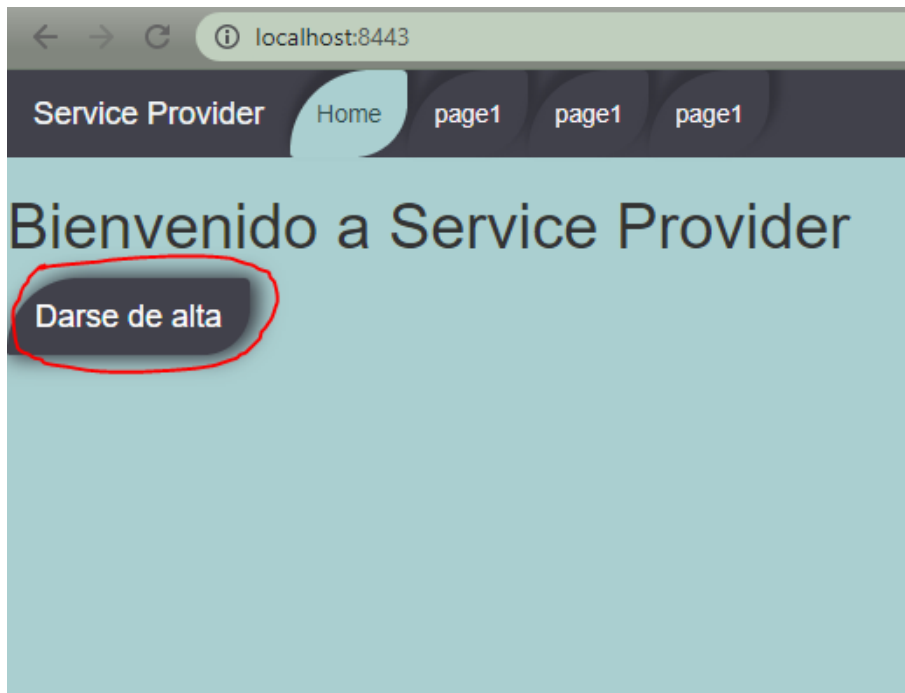 localhost:8443
Service Provider Home page1 page1 page1
Bienvenido a Service Provider
Darse de alta